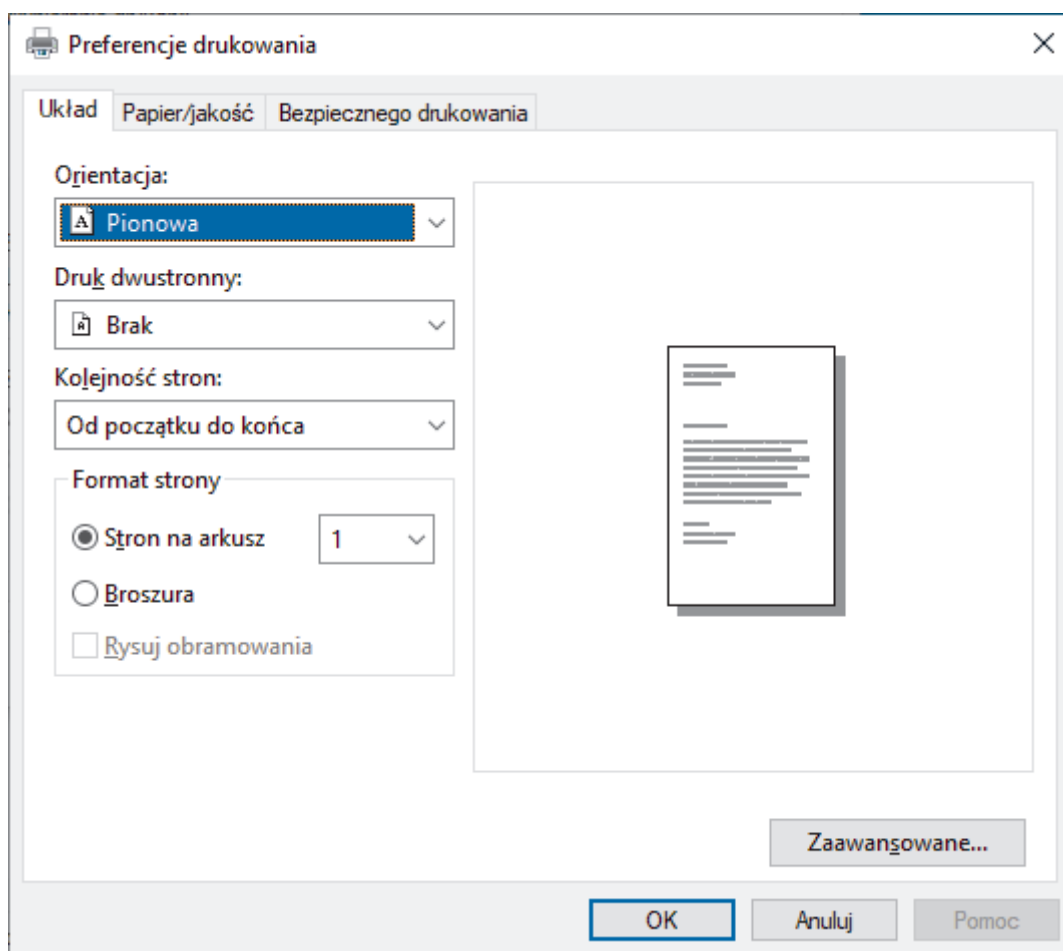 Preferencje drukowania
Układ
Papier/jakość
Bezpiecznego drukowania
Orientacja:
Pionowa
Druk dwustronny:
Brak
Kolejność stron:
Od początku do końca
Format strony
Stron na arkusz 1
Broszura
Rysuj obramowania
Zaawansowane...
OK
Anuluj
Pomoc